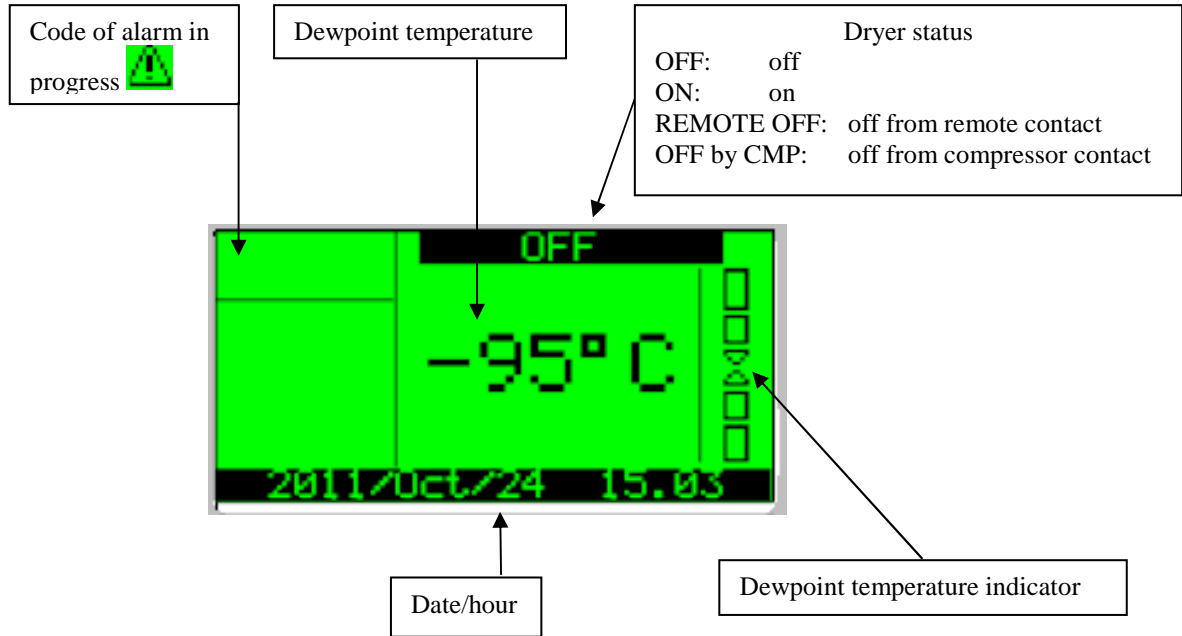 Code of alarm in
progress
Dewpoint temperature
Dryer status
OFF: off
ON: on
REMOTE OFF: off from remote contact
OFF by CMP: off from compressor contact
OFF
-95°C
2011/Oct/24 15.03
Date/hour
Dewpoint temperature indicator